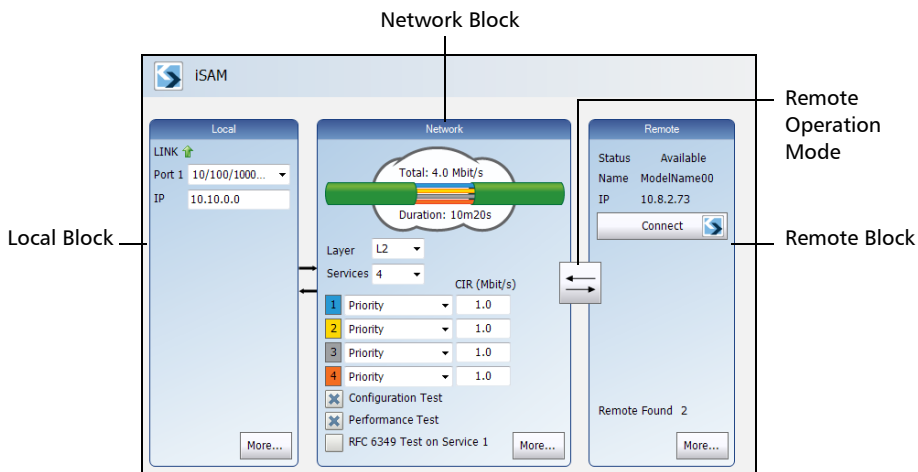 Network Block
iSAM
Remote
Operation
Mode
Local Block
Remote Block
Local
LINK
Port 1 10/100/1000...
IP 10.10.0.0
More...
Network
Total: 4.0 Mbit/s
Duration: 10m20s
Layer L2
Services 4
CIR (Mbit/s)
1 Priority 1.0
2 Priority 1.0
3 Priority 1.0
4 Priority 1.0
Configuration Test
Performance Test
RFC 6349 Test on Service 1
More...
Remote
Status Available
Name ModelName00
IP 10.8.2.73
Connect
Remote Found 2
More...